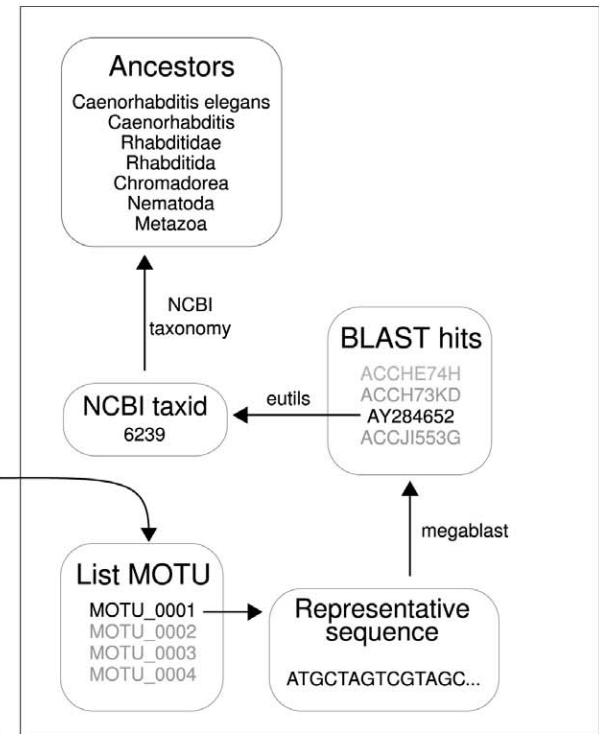 Ancestors
Caenorhabditis elegans
Caenorhabditis
Rhabditidae
Rhabditida
Chromadorea
Nematoda
Metazoa
NCBI
taxonomy
BLAST hits
ACCHE74H
ACCH73KD
AY284652
ACCJI553G
eutils
NCBI taxid
6239
megablast
List MOTU
MOTU_0001
MOTU_0002
MOTU_0003
MOTU_0004
Representative
sequence
ATGCTAGTCGTAGC...